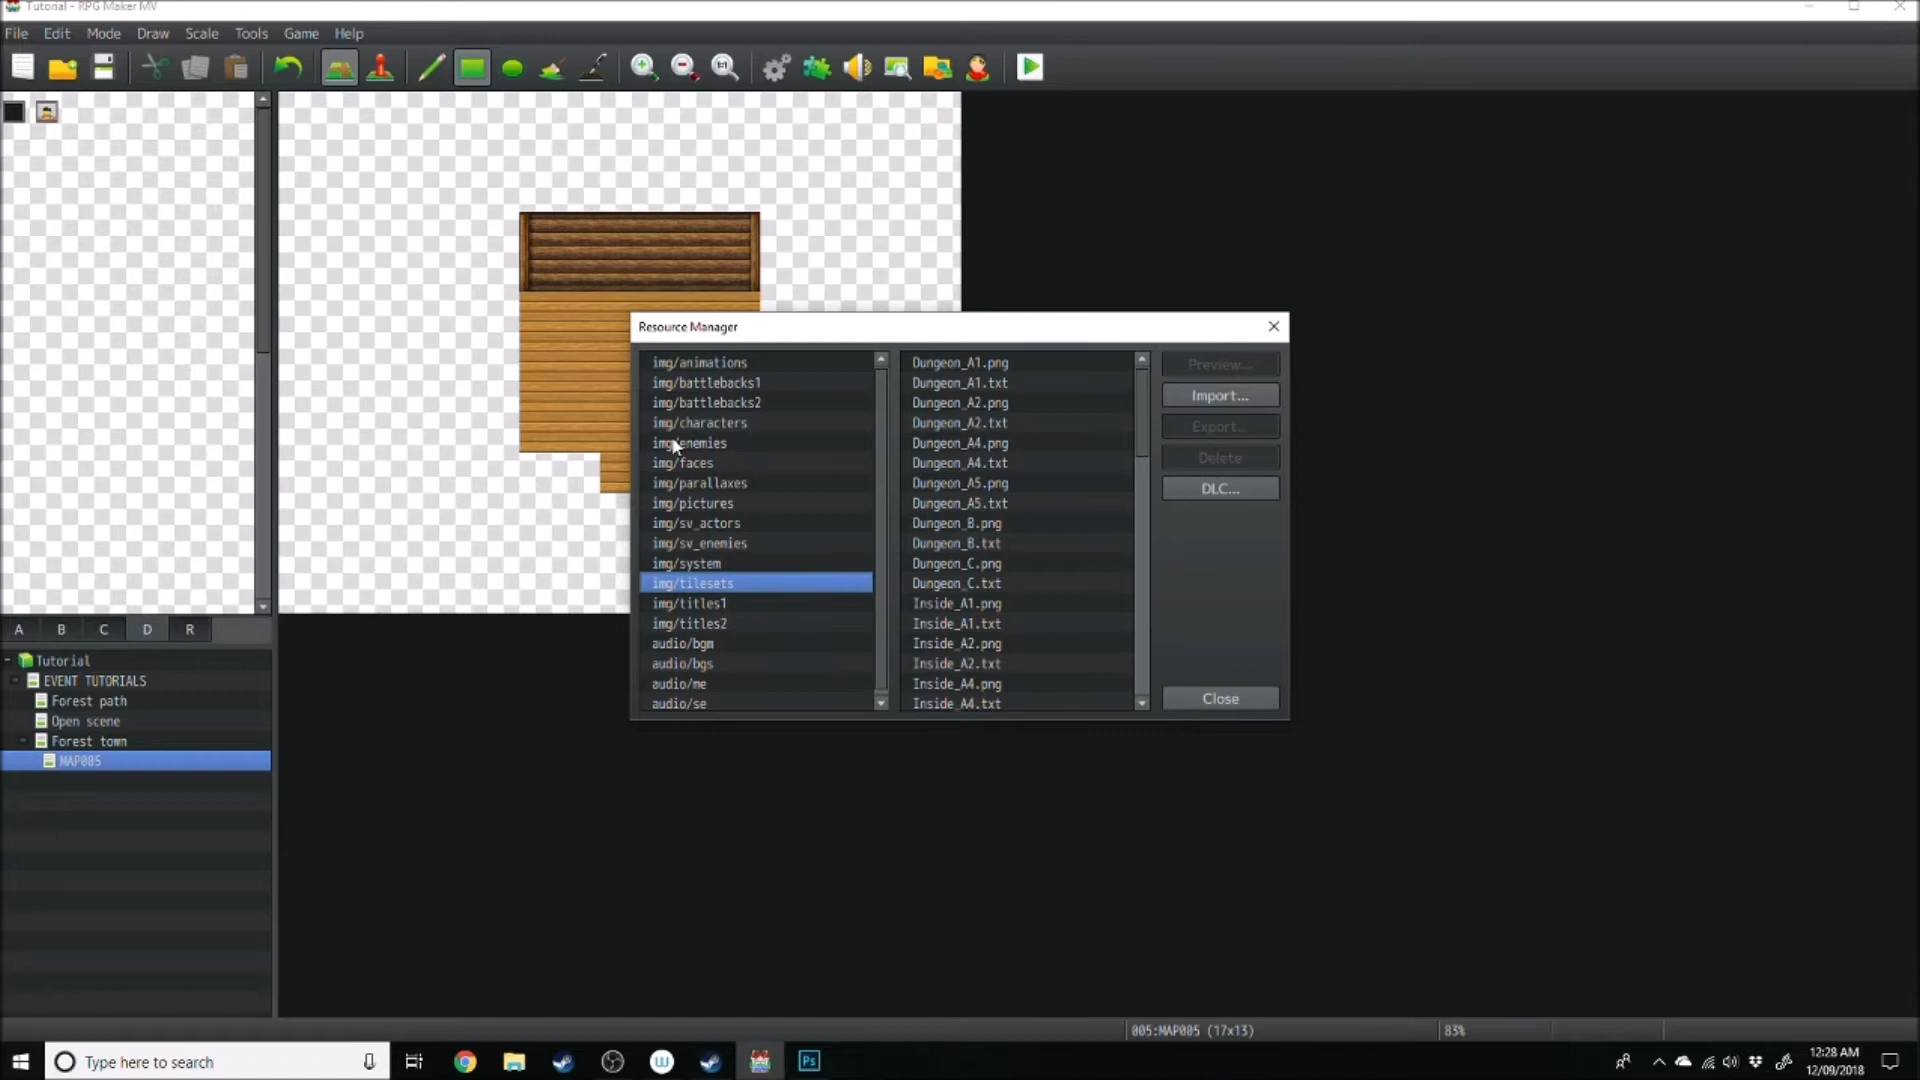 Tutorial - RPG Maker MV
File Edit Mode Draw Scale Tools Game Help
1:1
Resource Manager
img/animations
img/battlebacks1
img/battlebacks2
img/characters
img/enemies
img/faces
img/parallaxes
img/pictures
img/sv_actors
img/sv_enemies
img/system
img/tilesets
img/titles1
img/titles2
audio/bgm
audio/bgs
audio/me
audio/se
Dungeon_A1.png
Dungeon_A1.txt
Dungeon_A2.png
Dungeon_A2.txt
Dungeon_A4.png
Dungeon_A4.txt
Dungeon_A5.png
Dungeon_A5.txt
Dungeon_B.png
Dungeon_B.txt
Dungeon_C.png
Dungeon_C.txt
Inside_A1.png
Inside_A1.txt
Inside_A2.png
Inside_A2.txt
Inside_A4.png
Inside_A4.txt
Preview...
Import...
Export...
Delete
DLC...
Close
A B C D R
Tutorial
EVENT TUTORIALS
Forest path
Open scene
Forest town
MAP005
005:MAP005 (17x13) 83%
Type here to search
Ps
12:28 AM
12/09/2018